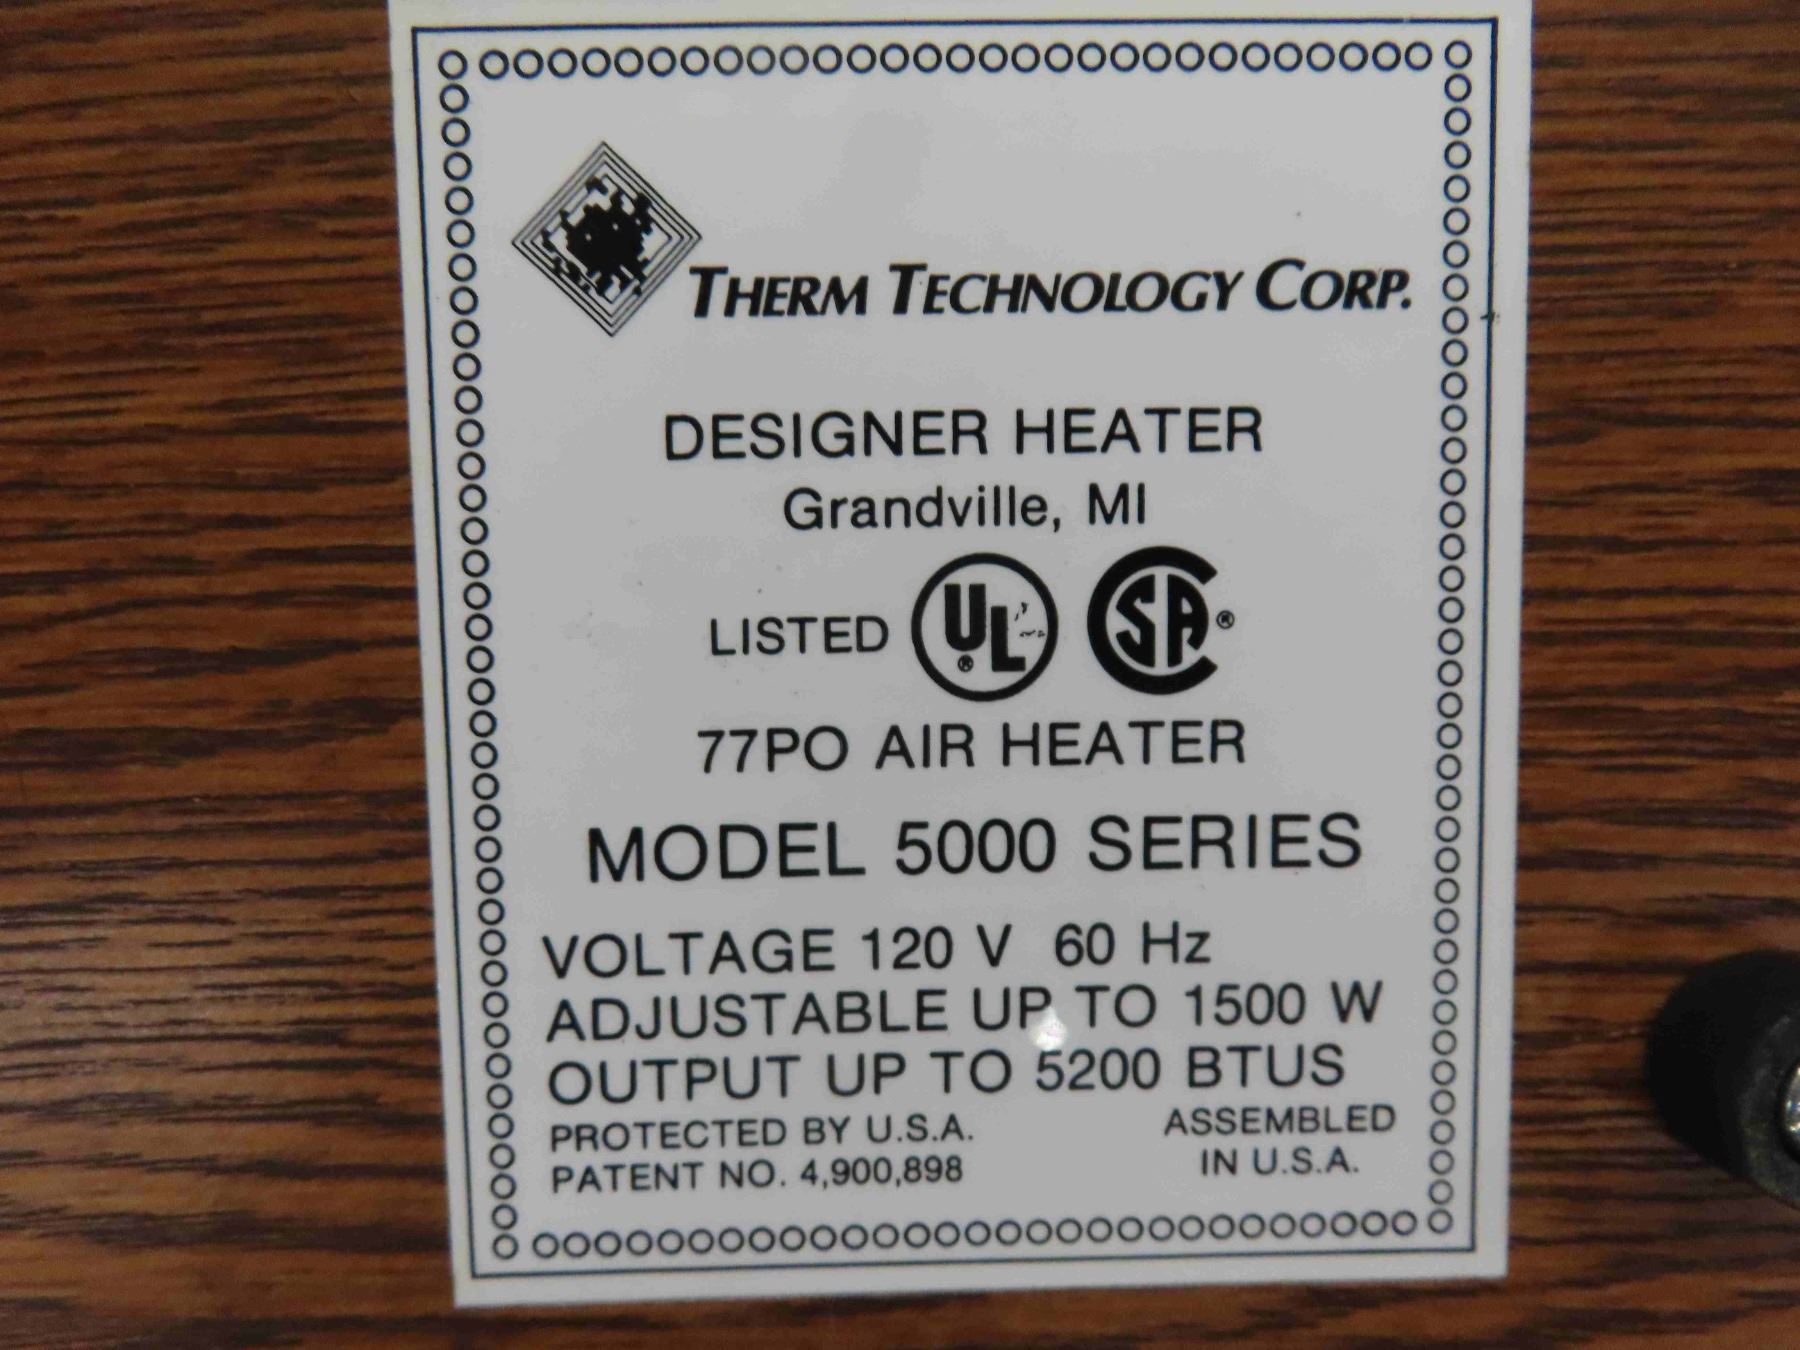 THERM TECHNOLOGY CORP.
DESIGNER HEATER
Grandville, MI
LISTED UL ® SA ®
77PO AIR HEATER
MODEL 5000 SERIES
VOLTAGE 120 V 60 Hz
ADJUSTABLE UP TO 1500 W
OUTPUT UP TO 5200 BTUS
PROTECTED BY U.S.A. ASSEMBLED
PATENT NO. 4,900,898 IN U.S.A.